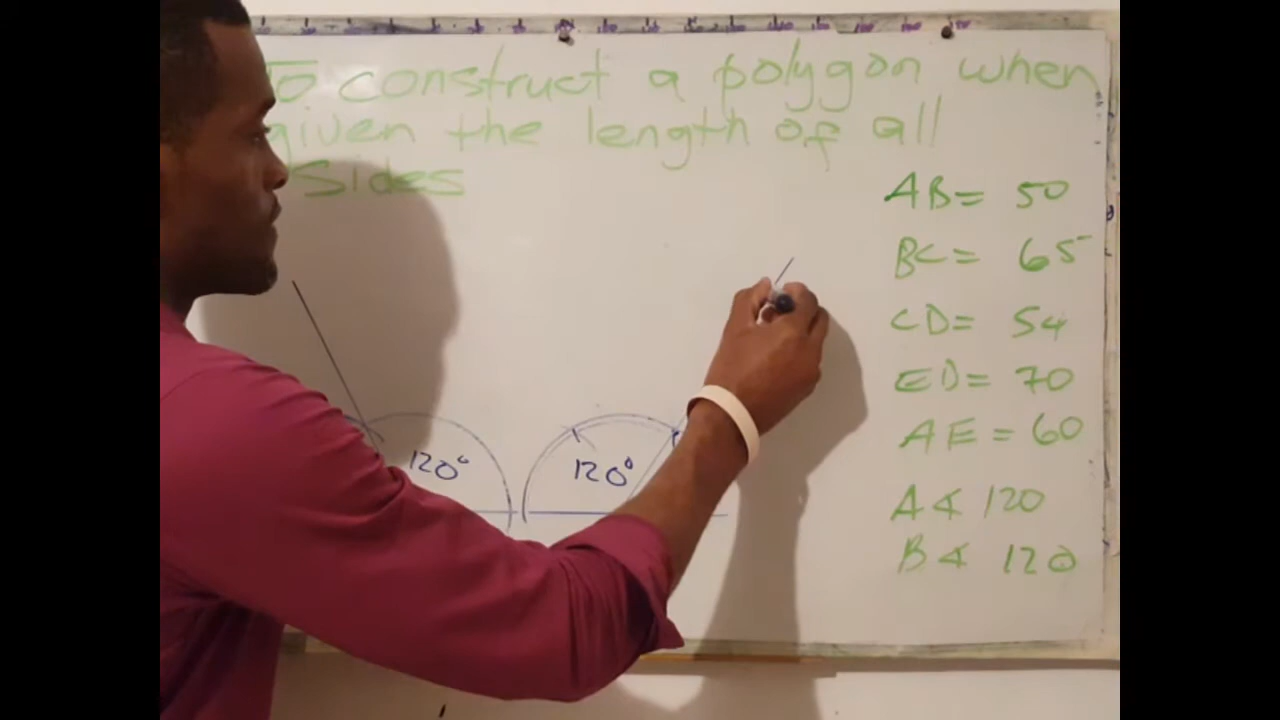 To construct a polygon when
given the length of all
Sides
AB = 50
BC = 65
CD = 54
ED = 70
AE = 60
A∢ 120
B∢ 120
120° 120°